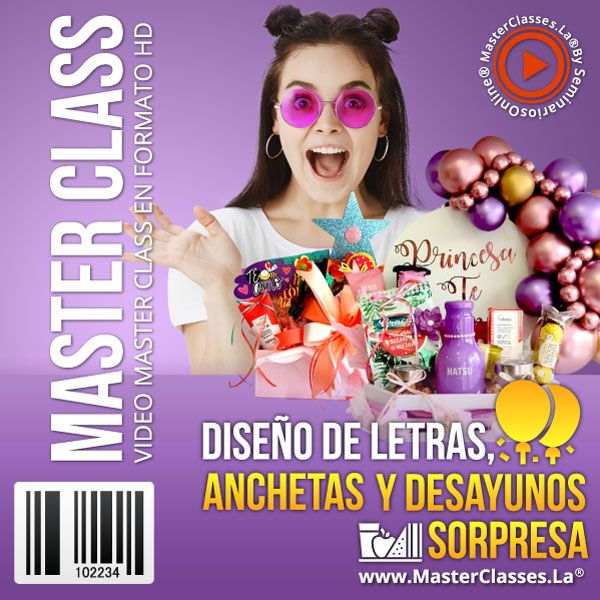 MASTER CLASS
VIDEO MASTER CLASS EN FORMATO HD
MasterClasses.La® By SeminariosOnline®
Princesa
Te
HATSU
DISEÑO DE LETRAS,
ANCHETAS Y DESAYUNOS
SORPRESA
www.MasterClasses.La®
102234